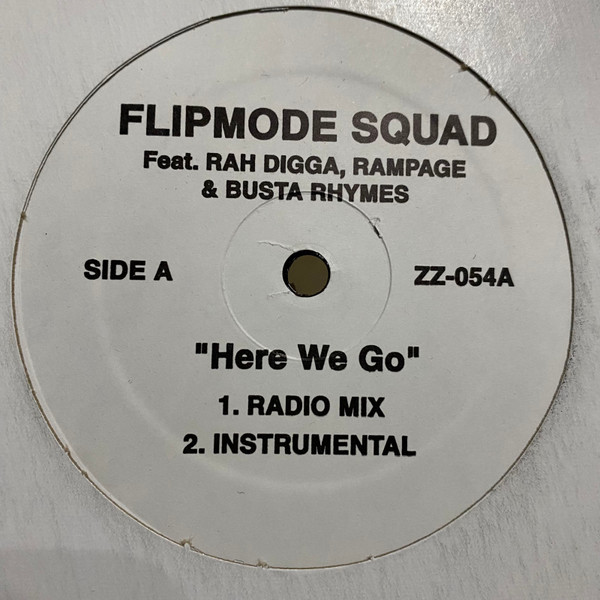 FLIPMODE SQUAD
Feat. RAH DIGGA, RAMPAGE
& BUSTA RHYMES
SIDE A
ZZ-054A
"Here We Go"
1. RADIO MIX
2. INSTRUMENTAL